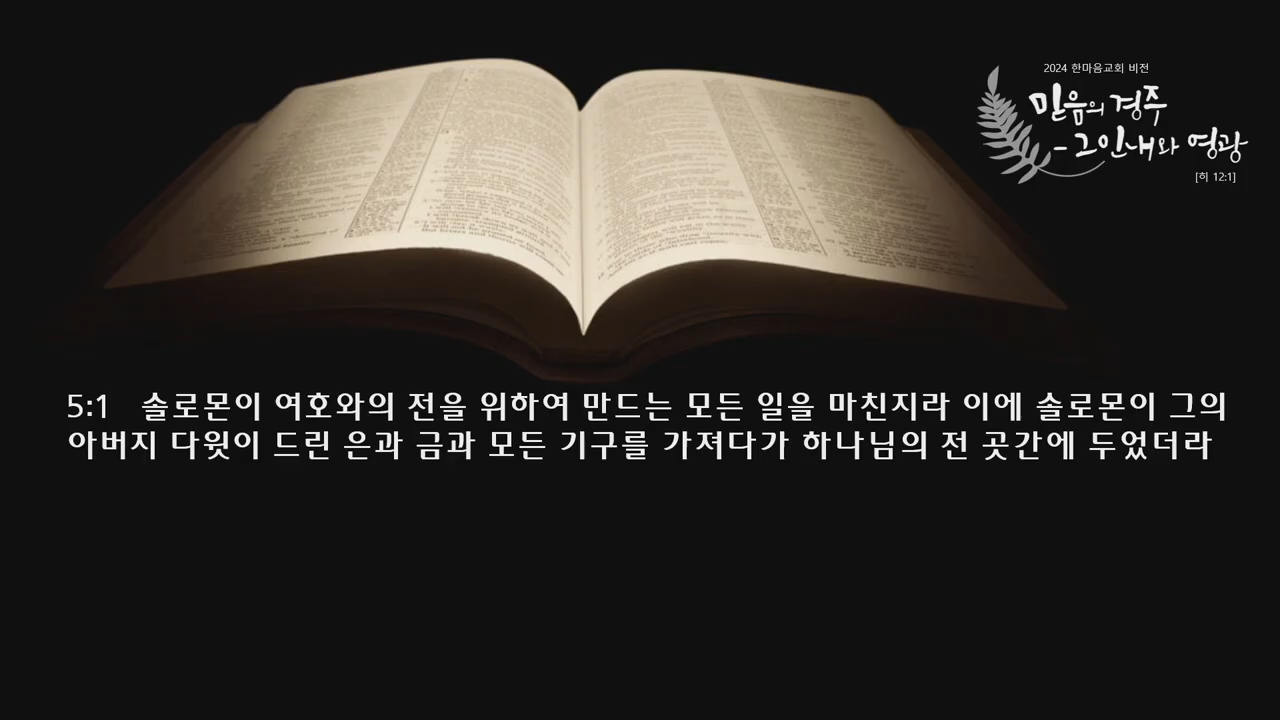 2024 한마음교회 비전
믿음의 경주
- 그 인내와 영광
[히 12:1]
5:1 솔로몬이 여호와의 전을 위하여 만드는 모든 일을 마친지라 이에 솔로몬이 그의
아버지 다윗이 드린 은과 금과 모든 기구를 가져다가 하나님의 전 곳간에 두었더라